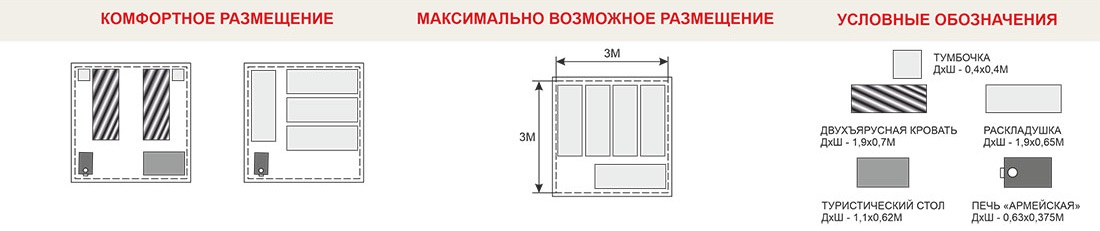 КОМФОРТНОЕ РАЗМЕЩЕНИЕ
МАКСИМАЛЬНО ВОЗМОЖНОЕ РАЗМЕЩЕНИЕ
УСЛОВНЫЕ ОБОЗНАЧЕНИЯ
3М
3М
ТУМБОЧКА
ДхШ - 0,4х0,4М
ДВУХЪЯРУСНАЯ КРОВАТЬ
ДхШ - 1,9х0,7М
РАСКЛАДУШКА
ДхШ - 1,9х0,65М
ТУРИСТИЧЕСКИЙ СТОЛ
ДхШ - 1,1х0,62М
ПЕЧЬ «АРМЕЙСКАЯ»
ДхШ - 0,63х0,375М